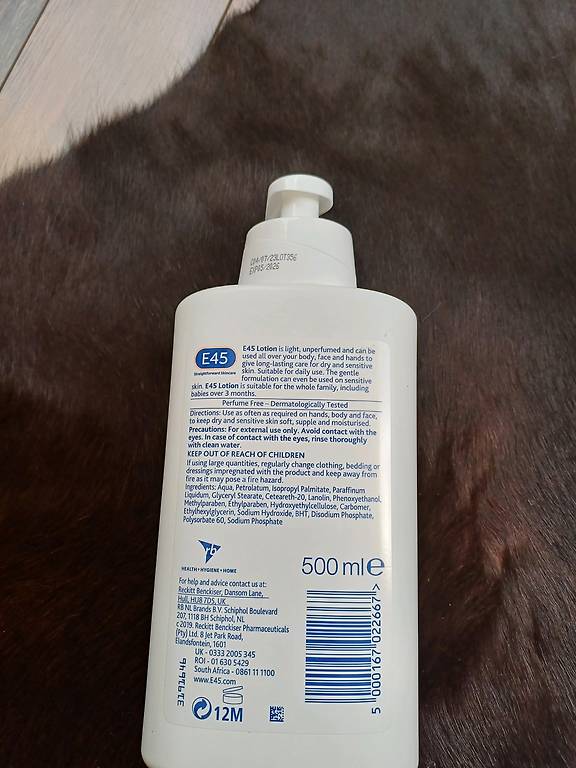 C04/07/23LOT356
EXP05/2026
E45
Straightforward Skincare
E45 Lotion is light, unperfumed and can be
used all over your body, face and hands to
give long-lasting care for dry and sensitive
skin. Suitable for daily use. The gentle
formulation can even be used on sensitive
skin. E45 Lotion is suitable for the whole family, including
babies over 3 months.
Perfume Free – Dermatologically Tested
Directions: Use as often as required on hands, body and face,
to keep dry and sensitive skin soft, supple and moisturised.
Precautions: For external use only. Avoid contact with the
eyes. In case of contact with the eyes, rinse thoroughly
with clean water.
KEEP OUT OF REACH OF CHILDREN
If using large quantities, regularly change clothing, bedding or
dressings impregnated with the product and keep away from
fire as it may pose a fire hazard.
Ingredients: Aqua, Petrolatum, Isopropyl Palmitate, Paraffinum
Liquidum, Glyceryl Stearate, Ceteareth-20, Lanolin, Phenoxyethanol,
Methylparaben, Ethylparaben, Hydroxyethylcellulose, Carbomer,
Ethylhexylglycerin, Sodium Hydroxide, BHT, Disodium Phosphate,
Polysorbate 60, Sodium Phosphate
rb
HEALTH • HYGIENE • HOME
500 ml e
For help and advice contact us at:
Reckitt Benckiser, Dansom Lane,
Hull, HU8 7DS, UK
RB NL Brands B.V. Schiphol Boulevard
207, 1118 BH Schiphol, NL
c 2019. Reckitt Benckiser Pharmaceuticals
(Pty) Ltd. 8 Jet Park Road,
Elandsfontein, 1601
UK - 0333 2005 345
ROI - 01 630 5429
South Africa - 0861 11 1100
www.E45.com
12M
5 000167 022667 >